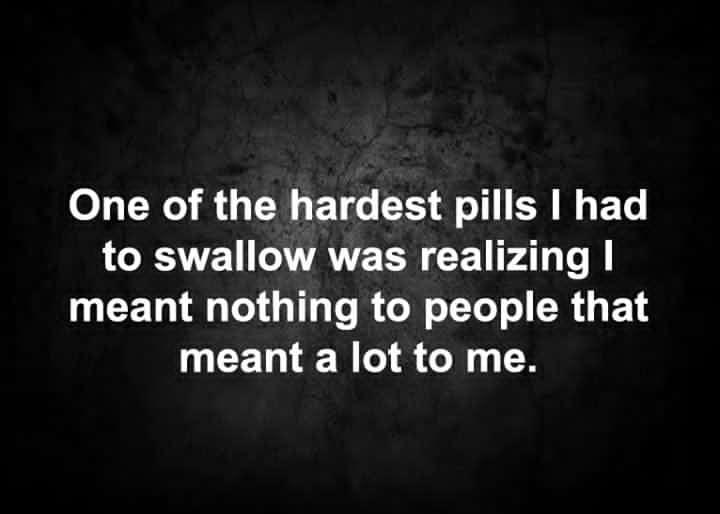 One of the hardest pills I had
to swallow was realizing I
meant nothing to people that
meant a lot to me.